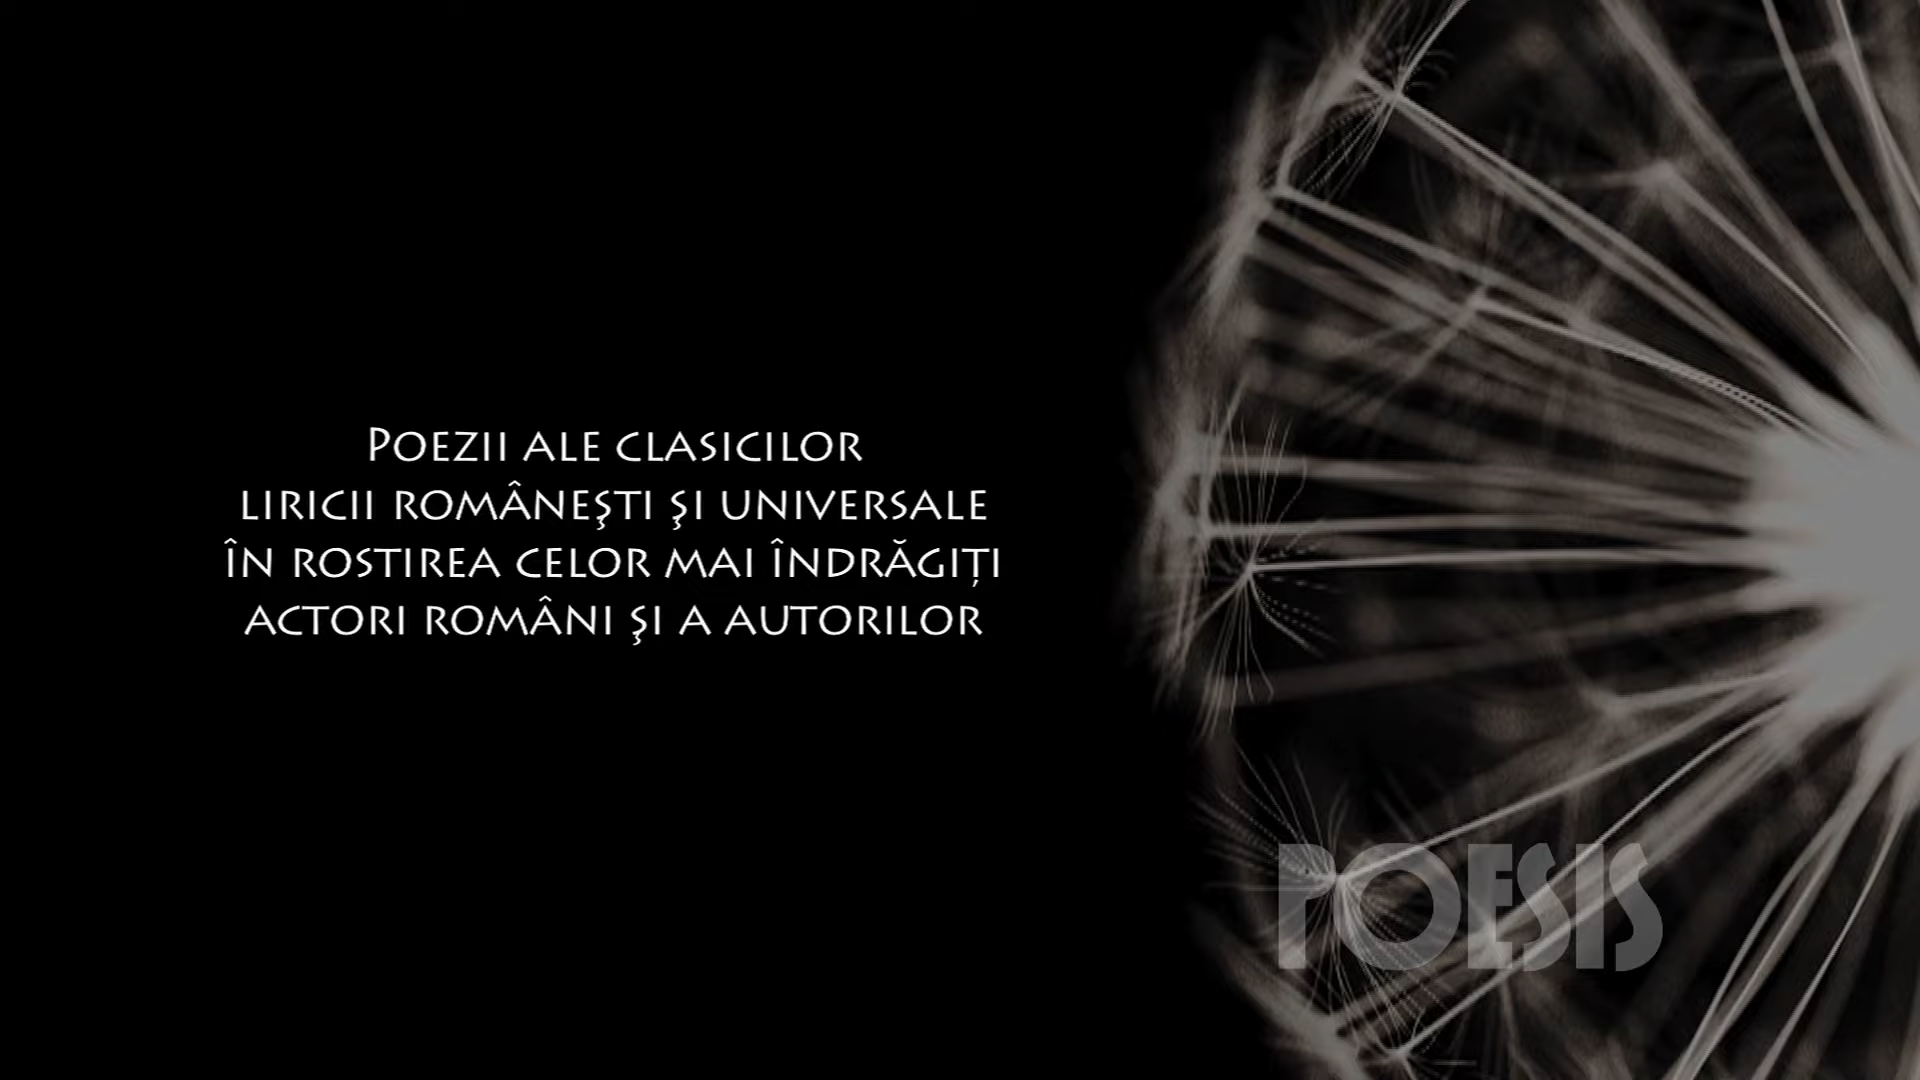 Poezii ale clasicilor
liricii româneşti şi universale
în rostirea celor mai îndrăgiți
actori români şi a autorilor
POESIS